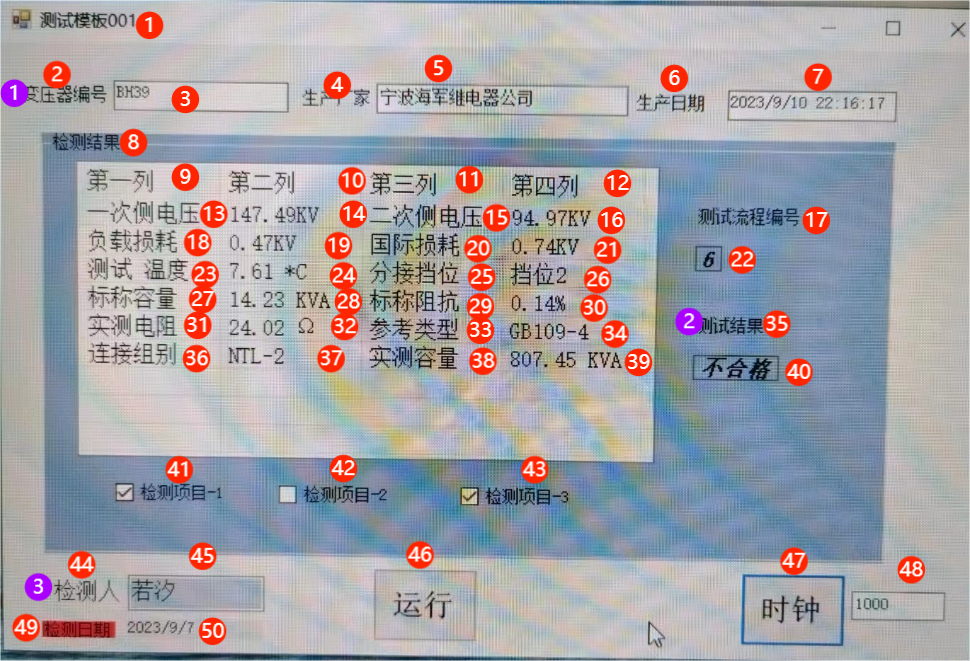 测试模板001 1
2 4 5 6 7
1 变压器编号 BH39 3 生产厂家 宁波海军继电器公司 生产日期 2023/9/10 22:16:17
检测结果 8
第一列 9 第二列 10 第三列 11 第四列 12
一次侧电压 13 147.49KV 14 二次侧电压 15 94.97KV 16
测试流程编号 17
负载损耗 18 0.47KV 19 国际损耗 20 0.74KV 21
6 22
测试 温度 23 7.61 *C 24 分接挡位 25 挡位2 26
标称容量 27 14.23 KVA 28 标称阻抗 29 0.14% 30
实测电阻 31 24.02 Ω 32 参考类型 33 GB109-4 34
2 测试结果 35
连接组别 36 NTL-2 37 实测容量 38 807.45 KVA 39
不合格 40
41 42 43
检测项目-1 检测项目-2 检测项目-3
44 45 46 47 48
3 检测人 若汐 运行 时钟 1000
49 检测日期 2023/9/7 50